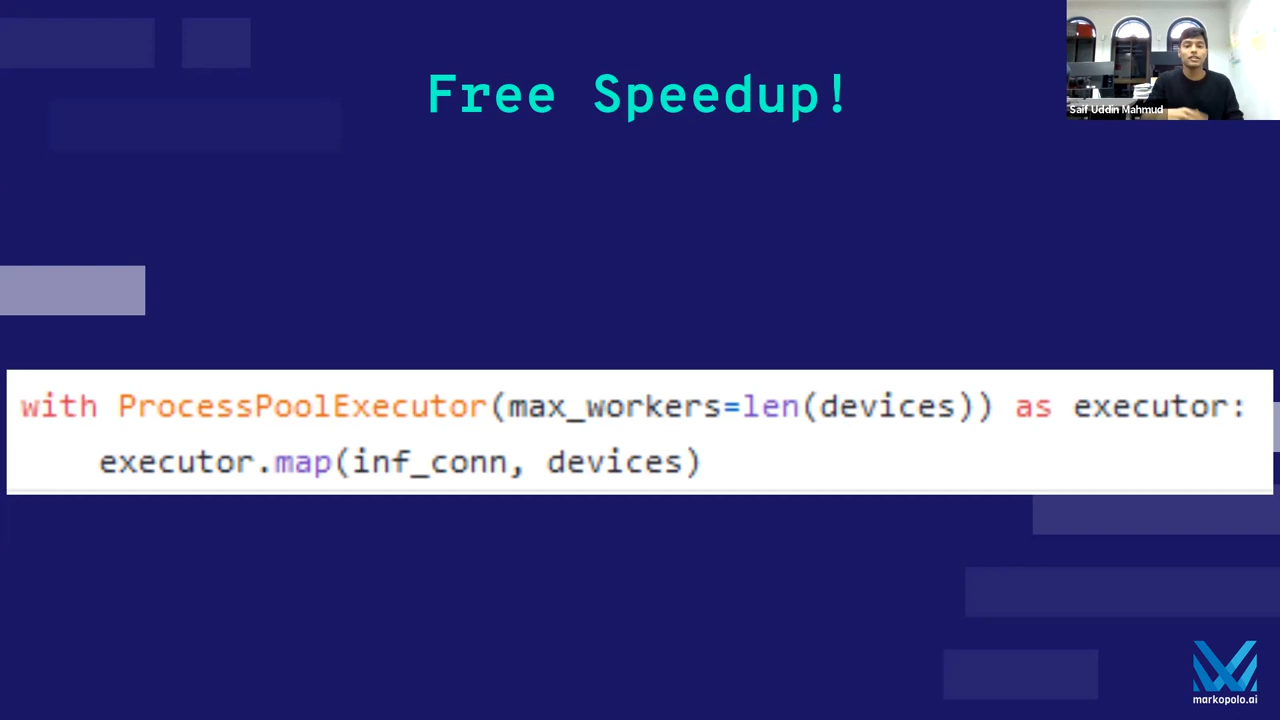 Free Speedup!
Saif Uddin Mahmud
with ProcessPoolExecutor(max_workers=len(devices)) as executor:
    executor.map(inf_conn, devices)
markopolo.ai